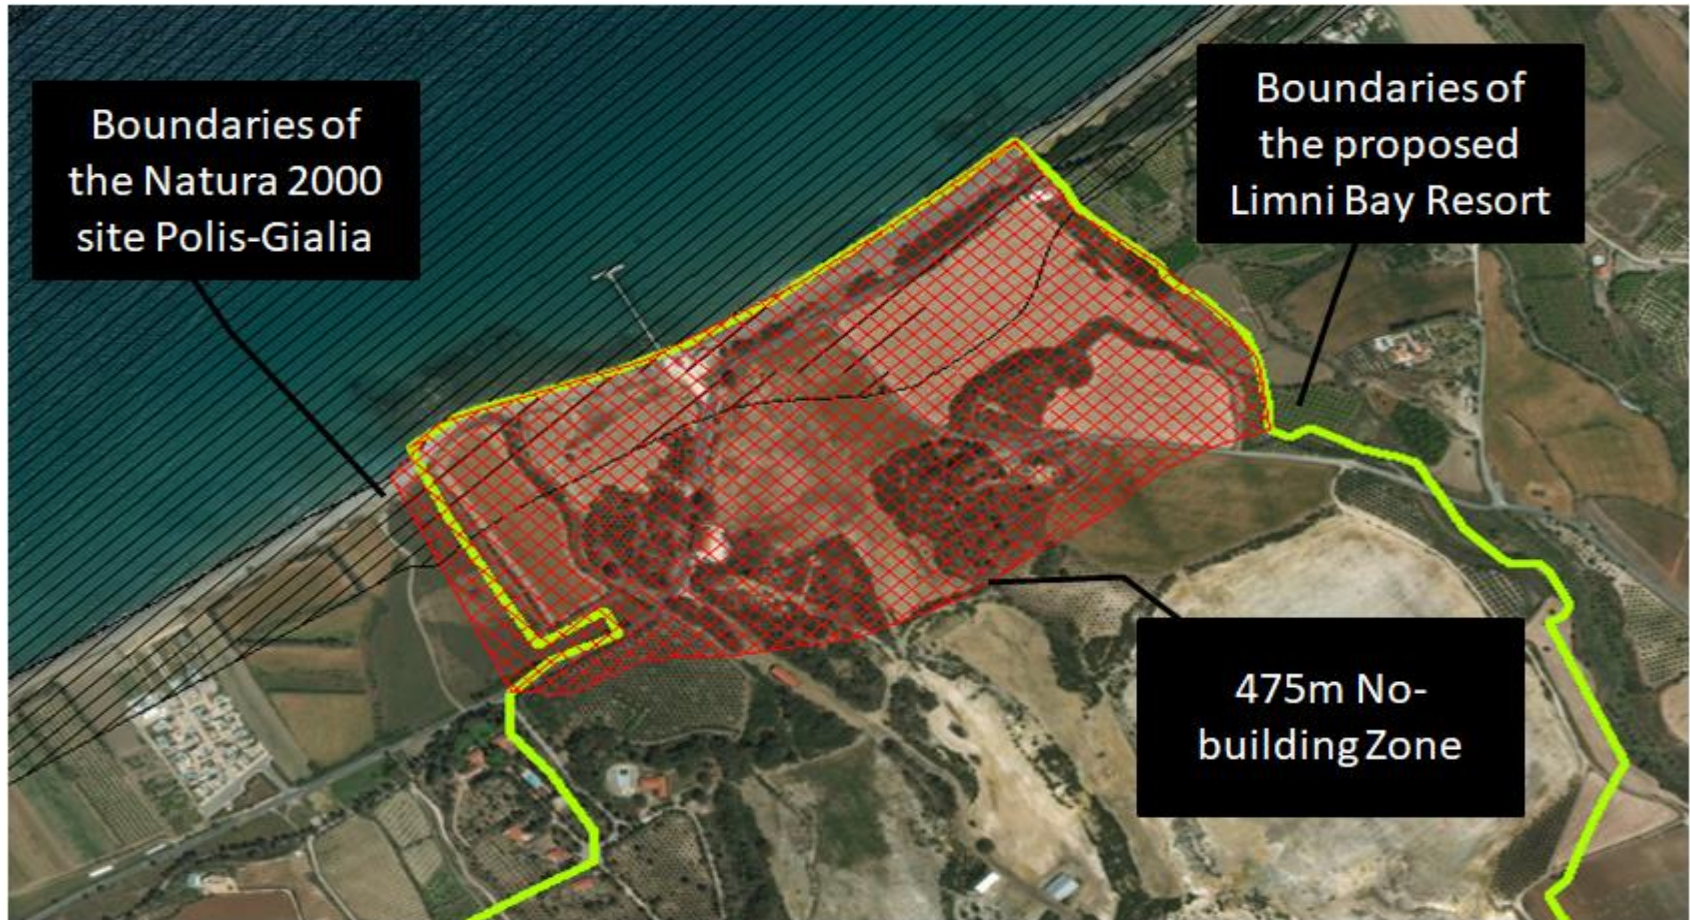 Boundaries of
the Natura 2000
site Polis-Gialia
Boundaries of
the proposed
Limni Bay Resort
475m No-
building Zone